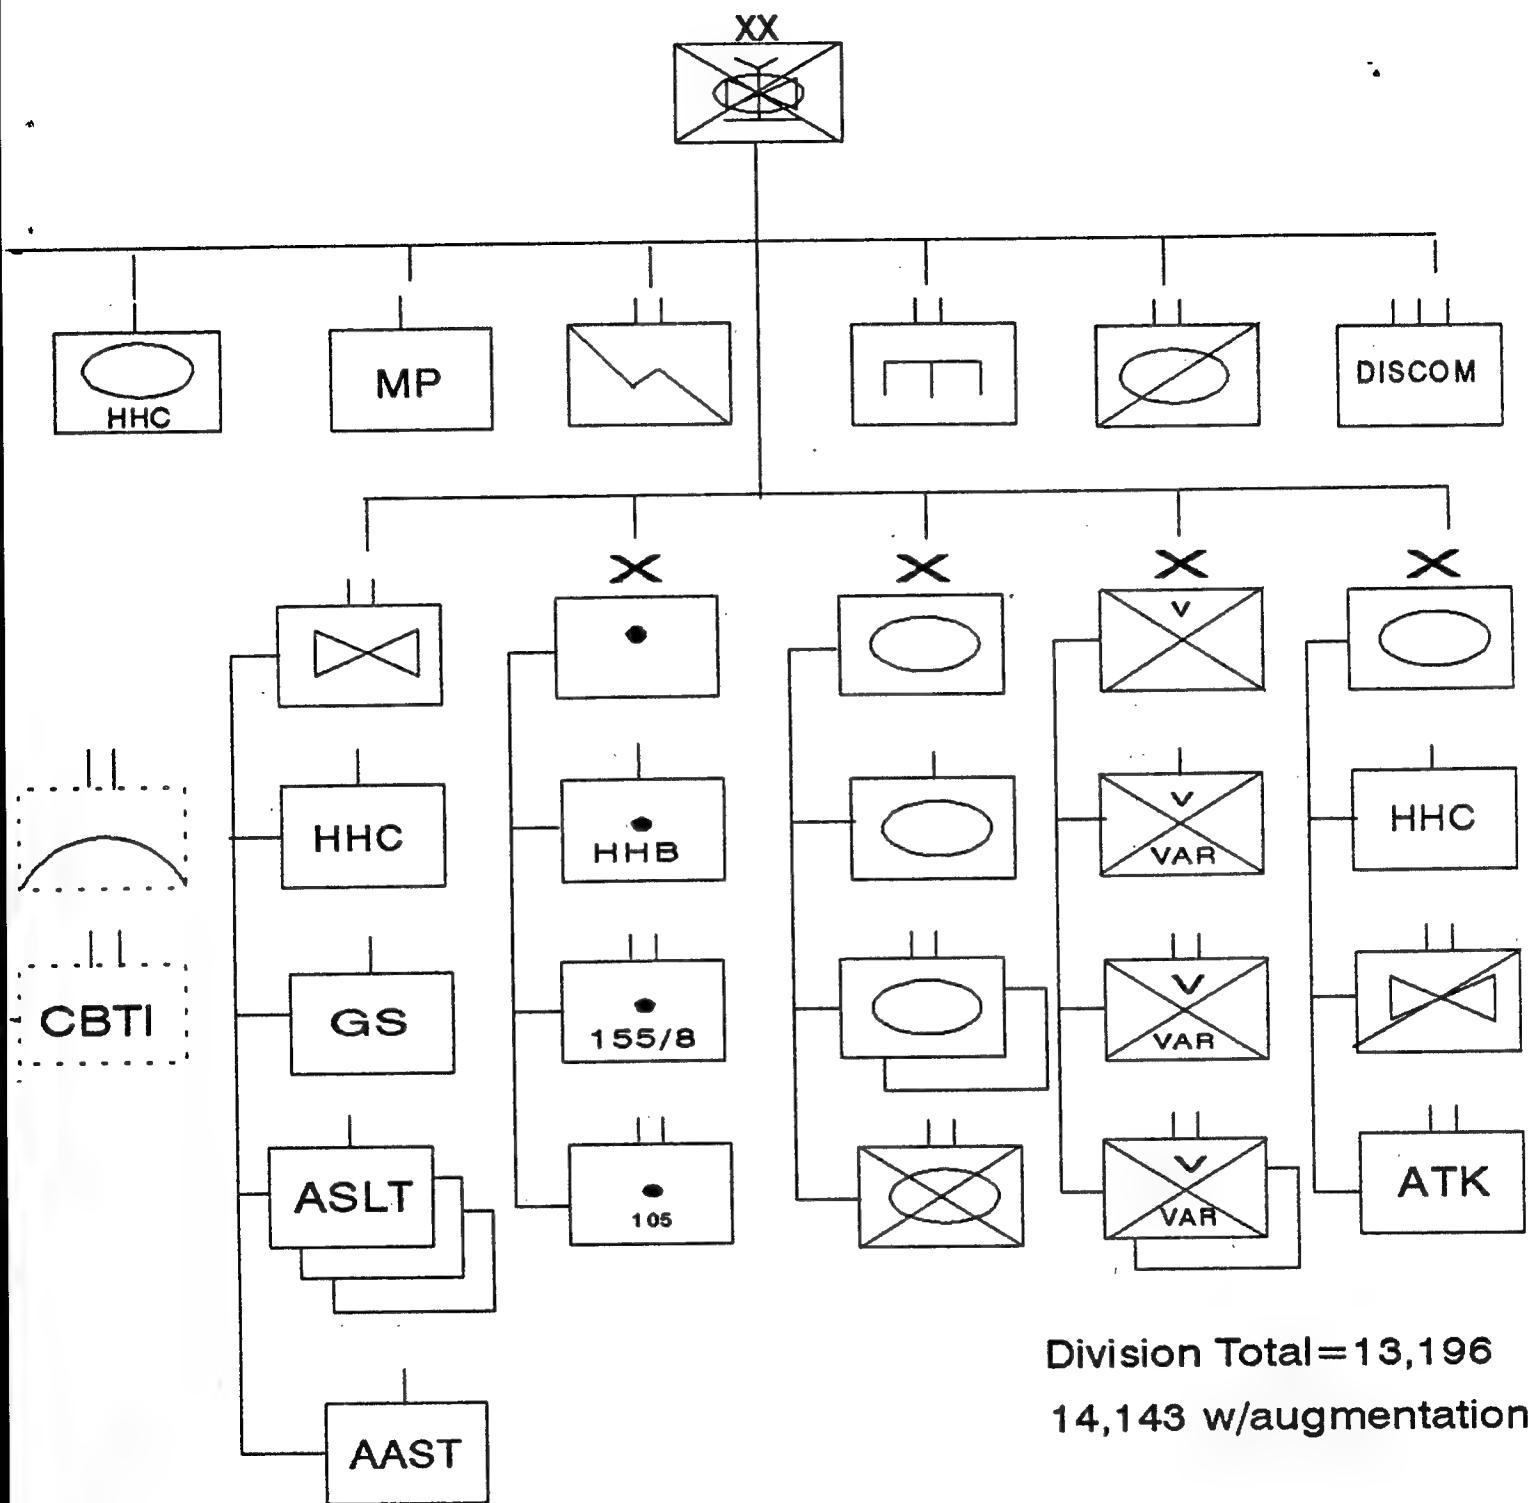 XX
HHC
MP
DISCOM
X X X X
V
HHC
HHB
V
VAR
HHC
CBTI
GS
155/8
V
VAR
ASLT
105
V
VAR
ATK
AAST
Division Total=13,196
14,143 w/augmentation